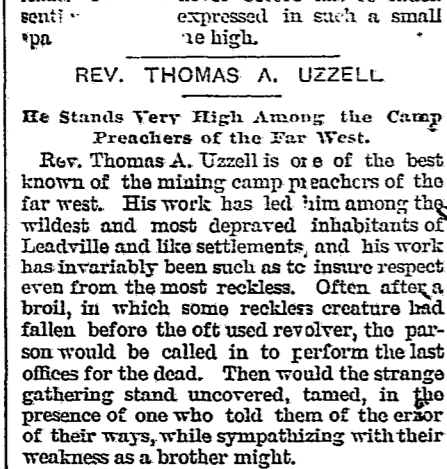 expressed in such a small
high.
REV. THOMAS A. UZZELL
He Stands Very High Among the Camp
Preachers of the Far West.
Rev. Thomas A. Uzzell is one of the best
known of the mining camp preachers of the
far west. His work has led him among the
wildest and most depraved inhabitants of
Leadville and like settlements, and his work
has invariably been such as to insure respect
even from the most reckless. Often after a
broil, in which some reckless creature had
fallen before the oft used revolver, the par-
son would be called in to perform the last
offices for the dead. Then would the strange
gathering stand uncovered, tamed, in the
presence of one who told them of the error
of their ways, while sympathizing with their
weakness as a brother might.